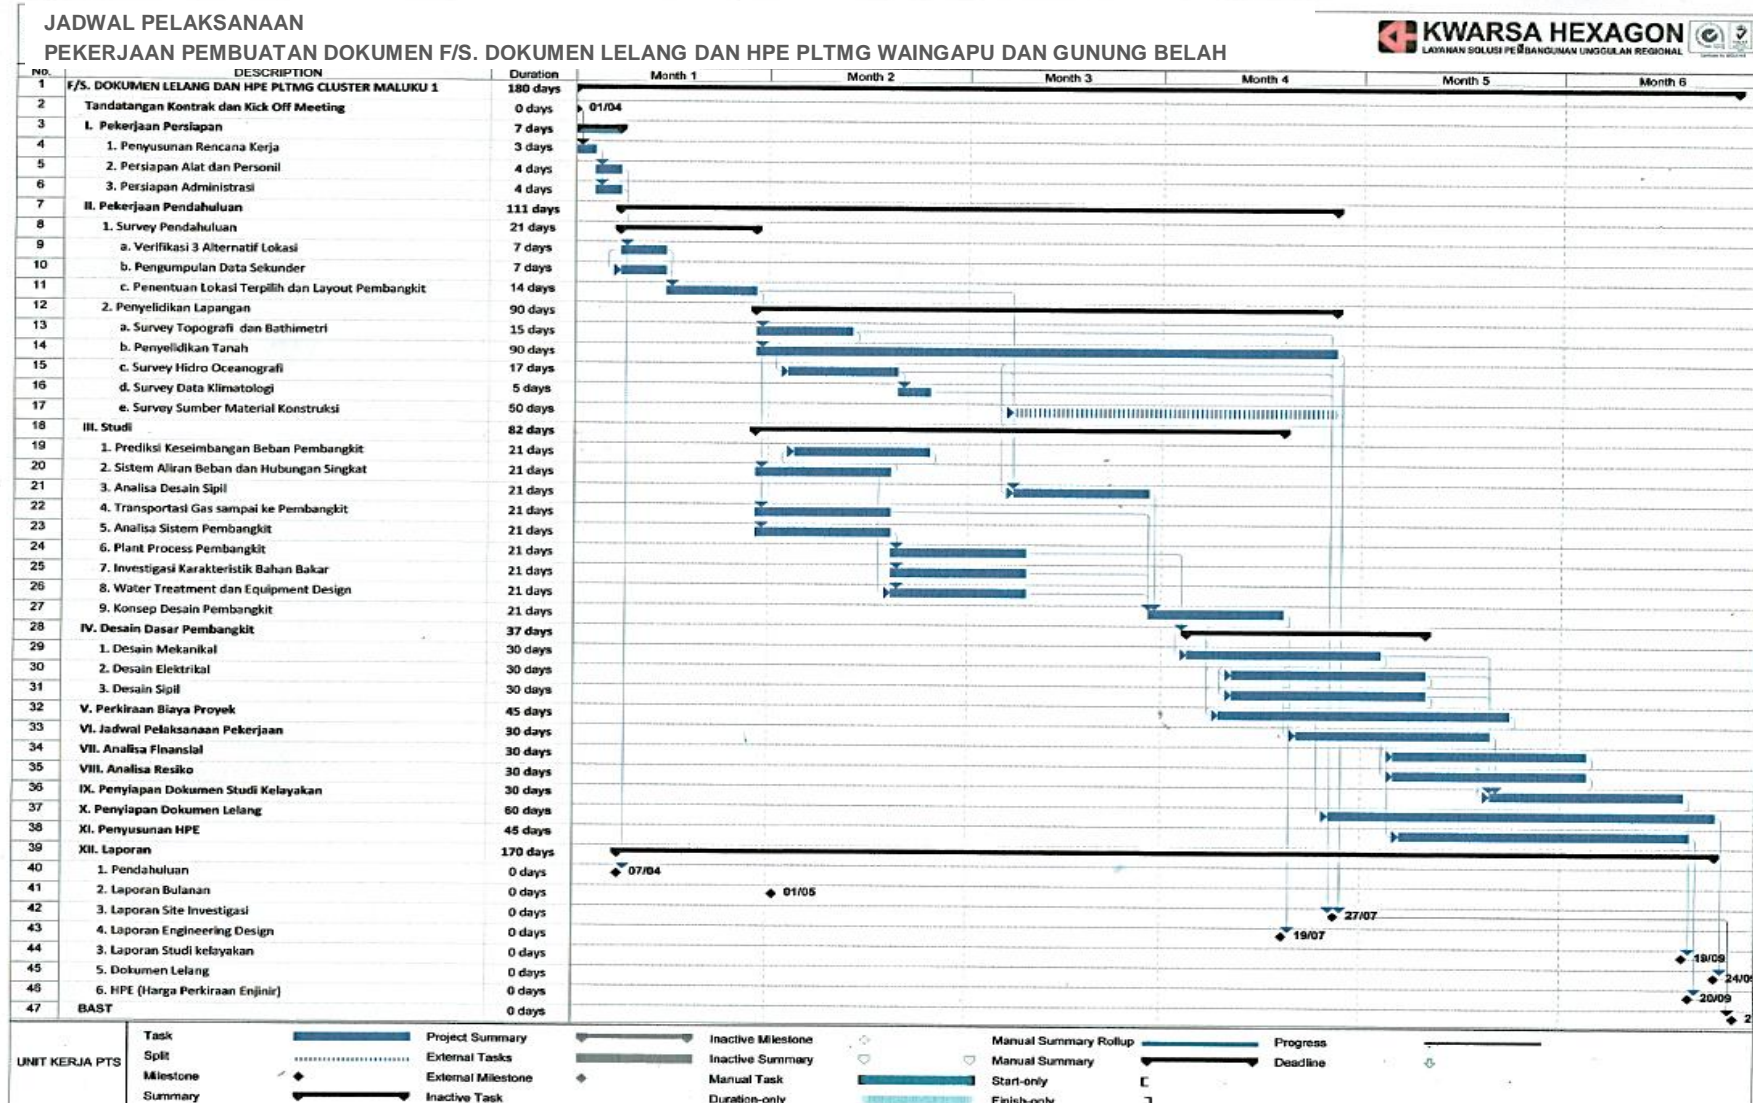 JADWAL PELAKSANAAN
PEKERJAAN PEMBUATAN DOKUMEN F/S. DOKUMEN LELANG DAN HPE PLTMG WAINGAPU DAN GUNUNG BELAH
KWARSA HEXAGON
LAYANAN SOLUSI PEMBANGUNAN UNGGULAN REGIONAL
No. DESCRIPTION Duration Month 1 Month 2 Month 3 Month 4 Month 5 Month 6
1 F/S. DOKUMEN LELANG DAN HPE PLTMG CLUSTER MALUKU 1 180 days
2 Tandatangan Kontrak dan Kick Off Meeting 0 days 01/04
3 I. Pekerjaan Persiapan 7 days
4 1. Penyusunan Rencana Kerja 3 days
5 2. Persiapan Alat dan Personil 4 days
6 3. Persiapan Administrasi 4 days
7 II. Pekerjaan Pendahuluan 111 days
8 1. Survey Pendahuluan 21 days
9 a. Verifikasi 3 Alternatif Lokasi 7 days
10 b. Pengumpulan Data Sekunder 7 days
11 c. Penentuan Lokasi Terpilih dan Layout Pembangkit 14 days
12 2. Penyelidikan Lapangan 90 days
13 a. Survey Topografi dan Bathimetri 15 days
14 b. Penyelidikan Tanah 90 days
15 c. Survey Hidro Oceanografi 17 days
16 d. Survey Data Klimatologi 5 days
17 e. Survey Sumber Material Konstruksi 50 days
18 III. Studi 82 days
19 1. Prediksi Keseimbangan Beban Pembangkit 21 days
20 2. Sistem Aliran Beban dan Hubungan Singkat 21 days
21 3. Analisa Desain Sipil 21 days
22 4. Transportasi Gas sampai ke Pembangkit 21 days
23 5. Analisa Sistem Pembangkit 21 days
24 6. Plant Process Pembangkit 21 days
25 7. Investigasi Karakteristik Bahan Bakar 21 days
26 8. Water Treatment dan Equipment Design 21 days
27 9. Konsep Desain Pembangkit 21 days
28 IV. Desain Dasar Pembangkit 37 days
29 1. Desain Mekanikal 30 days
30 2. Desain Elektrikal 30 days
31 3. Desain Sipil 30 days
32 V. Perkiraan Biaya Proyek 45 days
33 VI. Jadwal Pelaksanaan Pekerjaan 30 days
34 VII. Analisa Finansial 30 days
35 VIII. Analisa Resiko 30 days
36 IX. Penyiapan Dokumen Studi Kelayakan 30 days
37 X. Penyiapan Dokumen Lelang 60 days
38 XI. Penyusunan HPE 45 days
39 XII. Laporan 170 days
40 1. Pendahuluan 0 days 07/04
41 2. Laporan Bulanan 0 days 01/05
42 3. Laporan Site Investigasi 0 days 27/07
43 4. Laporan Engineering Design 0 days 19/07
44 3. Laporan Studi kelayakan 0 days 19/09
45 5. Dokumen Lelang 0 days 24/09
46 6. HPE (Harga Perkiraan Enjinir) 0 days 20/09
47 BAST 0 days 2
UNIT KERJA PTS
Task Project Summary Inactive Milestone Manual Summary Rollup Progress
Split External Tasks Inactive Summary Manual Summary Deadline
Milestone External Milestone Manual Task Start-only
Summary Inactive Task Duration-only Finish-only